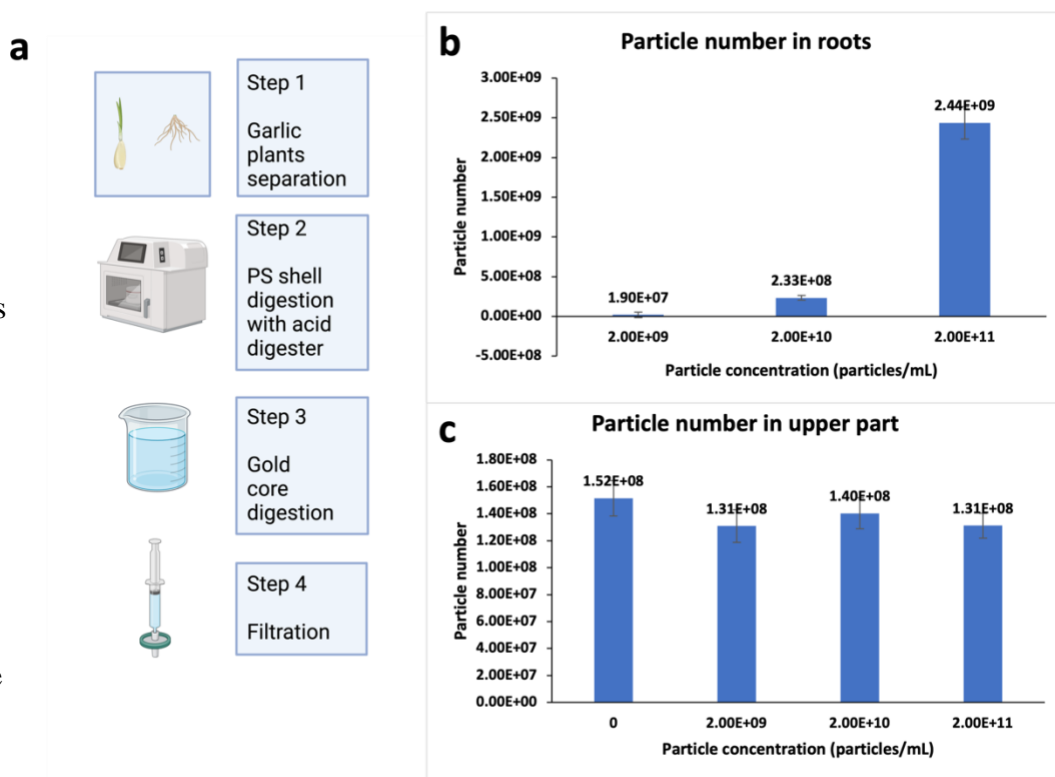 a
Step 1
Garlic
plants
separation
Step 2
PS shell
digestion
with acid
digester
Step 3
Gold
core
digestion
Step 4
Filtration
s
e
b
Particle number in roots
Particle number
3.00E+09
2.50E+09
2.00E+09
1.50E+09
1.00E+09
5.00E+08
0.00E+00
-5.00E+08
1.90E+07
2.33E+08
2.44E+09
2.00E+09
2.00E+10
2.00E+11
Particle concentration (particles/mL)
c
Particle number in upper part
Particle number
1.80E+08
1.60E+08
1.40E+08
1.20E+08
1.00E+08
8.00E+07
6.00E+07
4.00E+07
2.00E+07
0.00E+00
1.52E+08
1.31E+08
1.40E+08
1.31E+08
0
2.00E+09
2.00E+10
2.00E+11
Particle concentration (particles/mL)